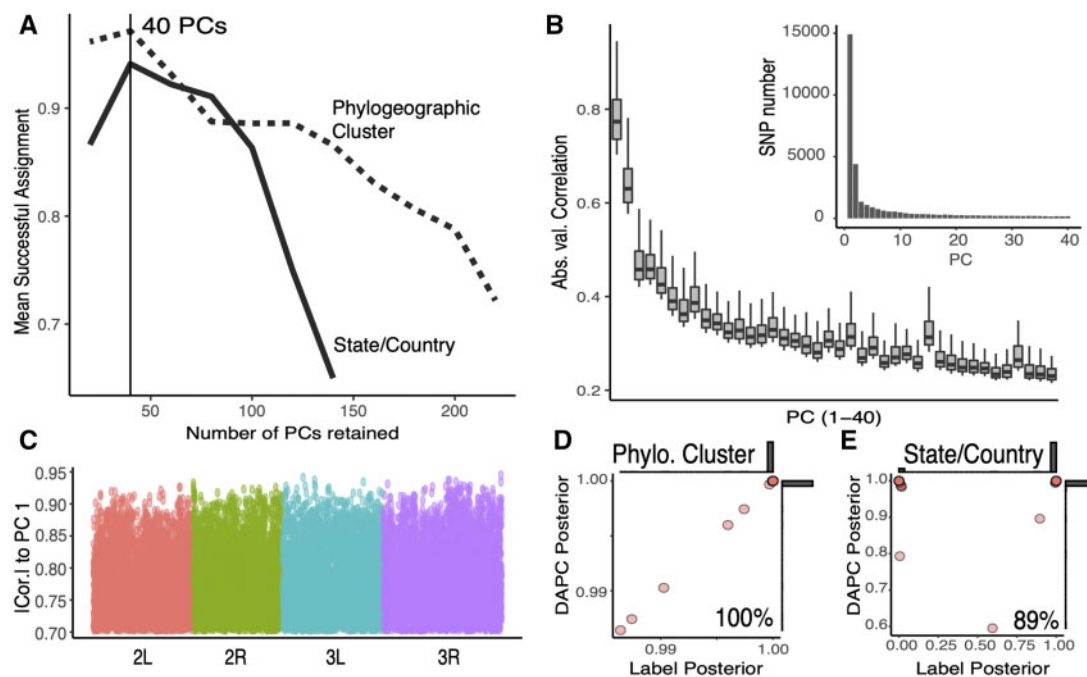 A
40 PCs
0.9
0.8
0.7
Mean Successful Assignment
Phylogeographic
Cluster
State/Country
50
100
150
200
Number of PCs retained
B
0.8
0.6
0.4
0.2
Abs. val. Correlation
PC (1–40)
15000
10000
5000
0
SNP number
0
10
20
30
40
PC
C
0.95
0.90
0.85
0.80
0.75
0.70
ICor.I to PC 1
2L
2R
3L
3R
D
Phylo. Cluster
1.00
0.99
DAPC Posterior
100%
0.99
1.00
Label Posterior
E
State/Country
1.0
0.9
0.8
0.7
0.6
DAPC Posterior
89%
0.00
0.25
0.50
0.75
1.00
Label Posterior